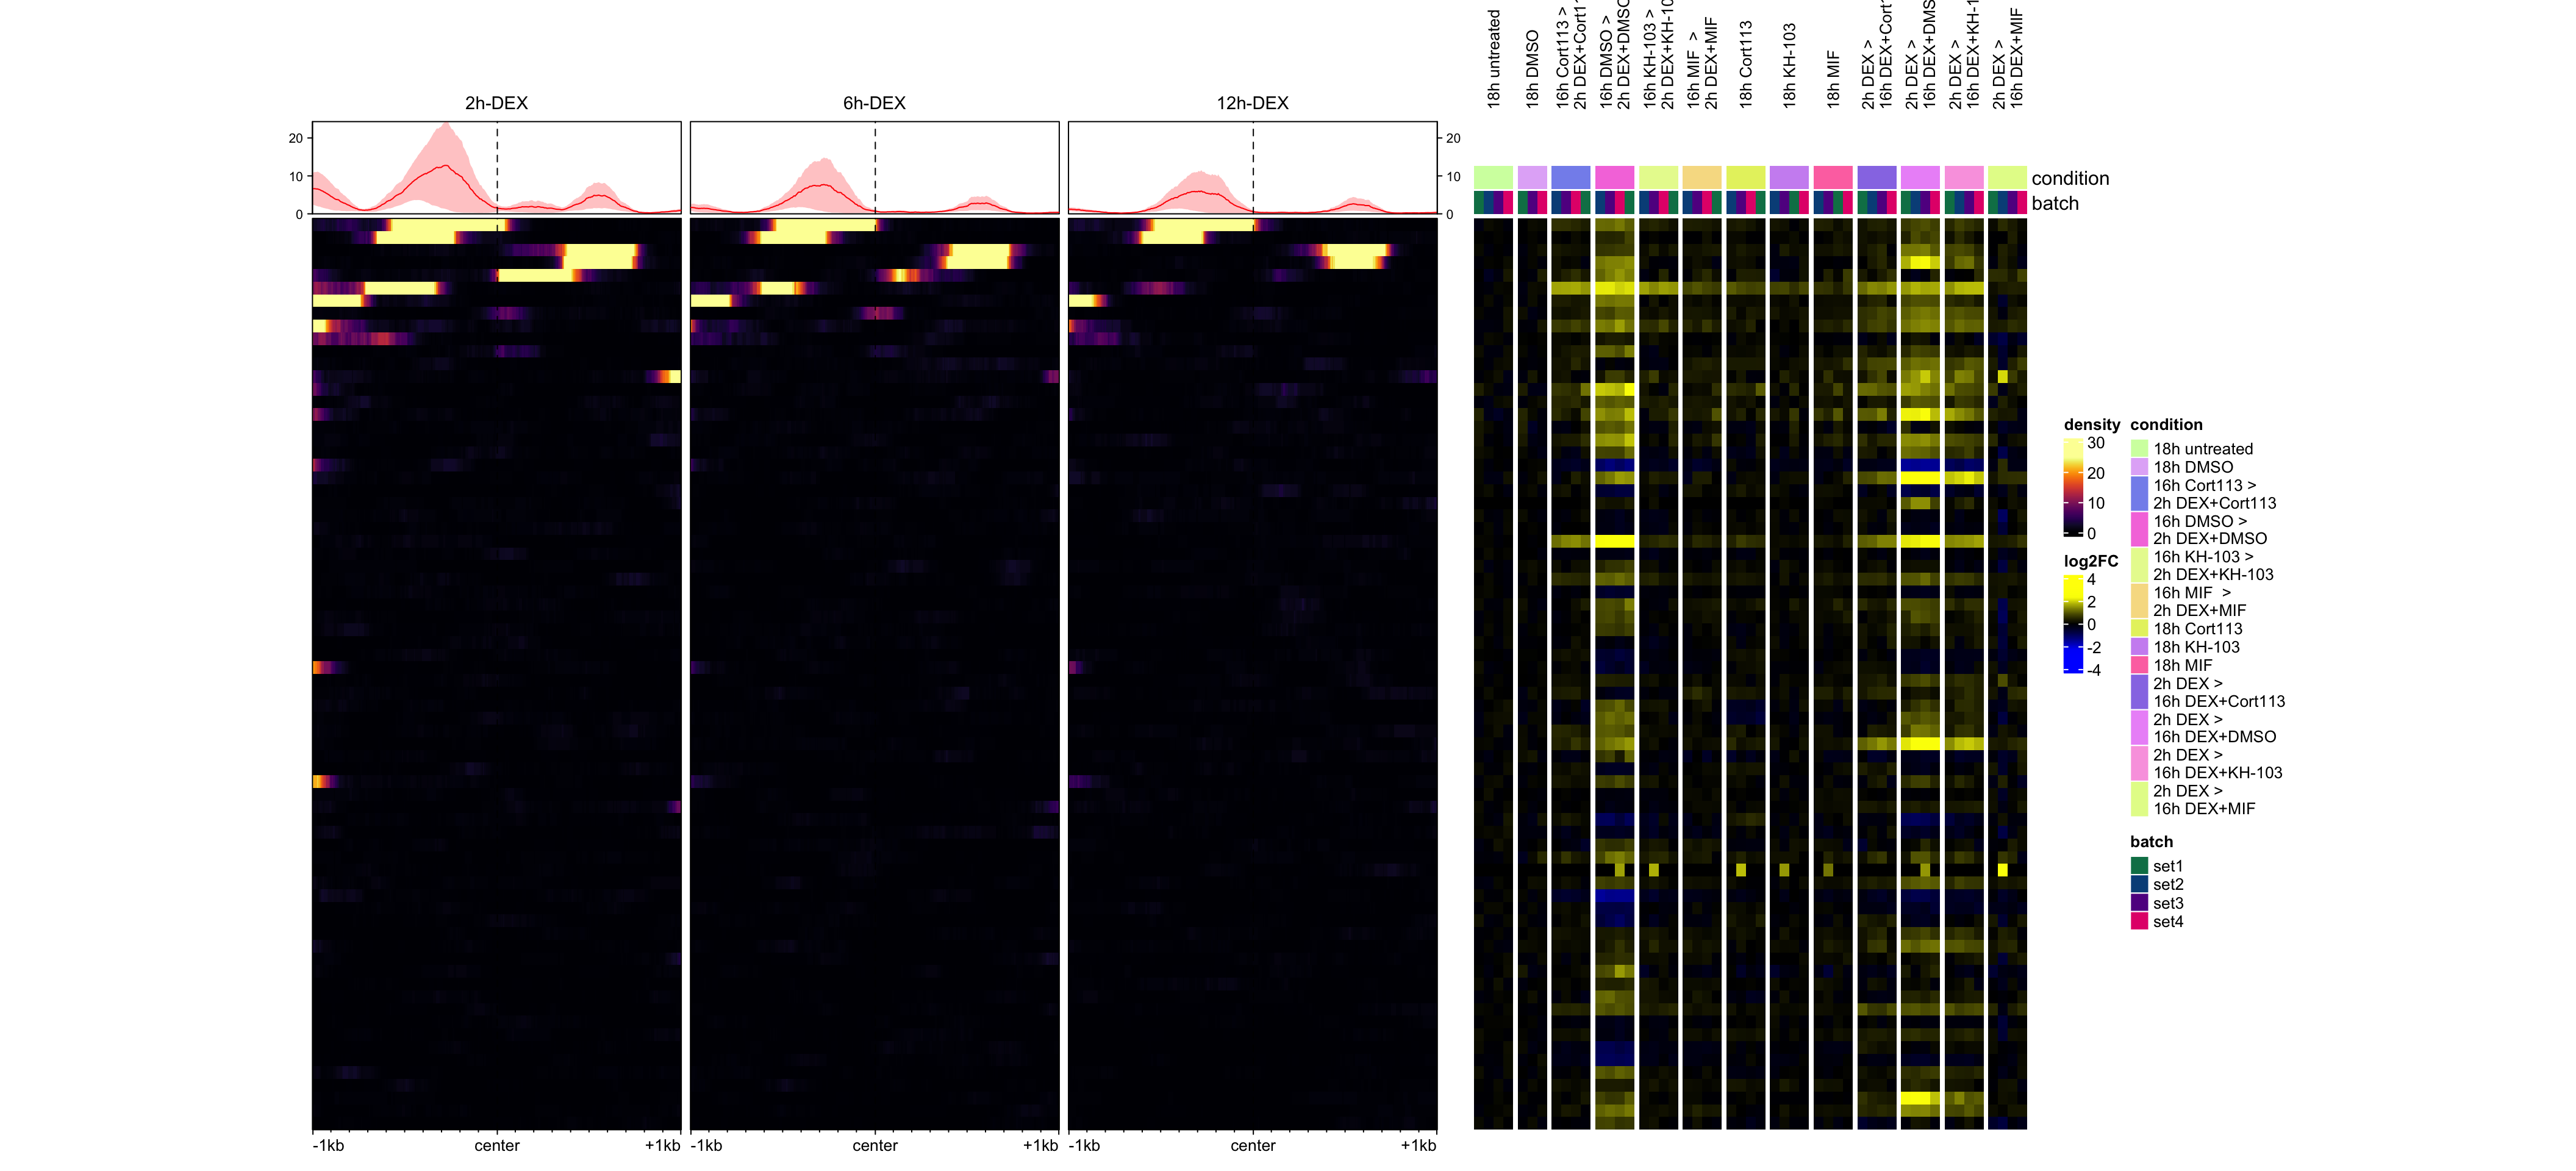 2h-DEX
6h-DEX
12h-DEX
20
10
0
20
10
0
18h untreated
18h DMSO
16h Cort113 >
16h DMSO >
16h KH-103 >
16h MIF >
2h DEX+MIF
18h Cort113
18h KH-103
18h MIF
2h DEX >
2h DEX >
2h DEX >
2h DEX >
16h DEX+MIF
condition
batch
-1kb
center
+1kb
-1kb
center
+1kb
-1kb
center
+1kb
density
30
20
10
0
log2FC
4
2
0
-2
-4
condition
18h untreated
18h DMSO
16h Cort113 >
2h DEX+Cort113
16h DMSO >
2h DEX+DMSO
16h KH-103 >
2h DEX+KH-103
16h MIF >
2h DEX+MIF
18h Cort113
18h KH-103
18h MIF
2h DEX >
16h DEX+Cort113
2h DEX >
16h DEX+DMSO
2h DEX >
16h DEX+KH-103
2h DEX >
16h DEX+MIF
batch
set1
set2
set3
set4